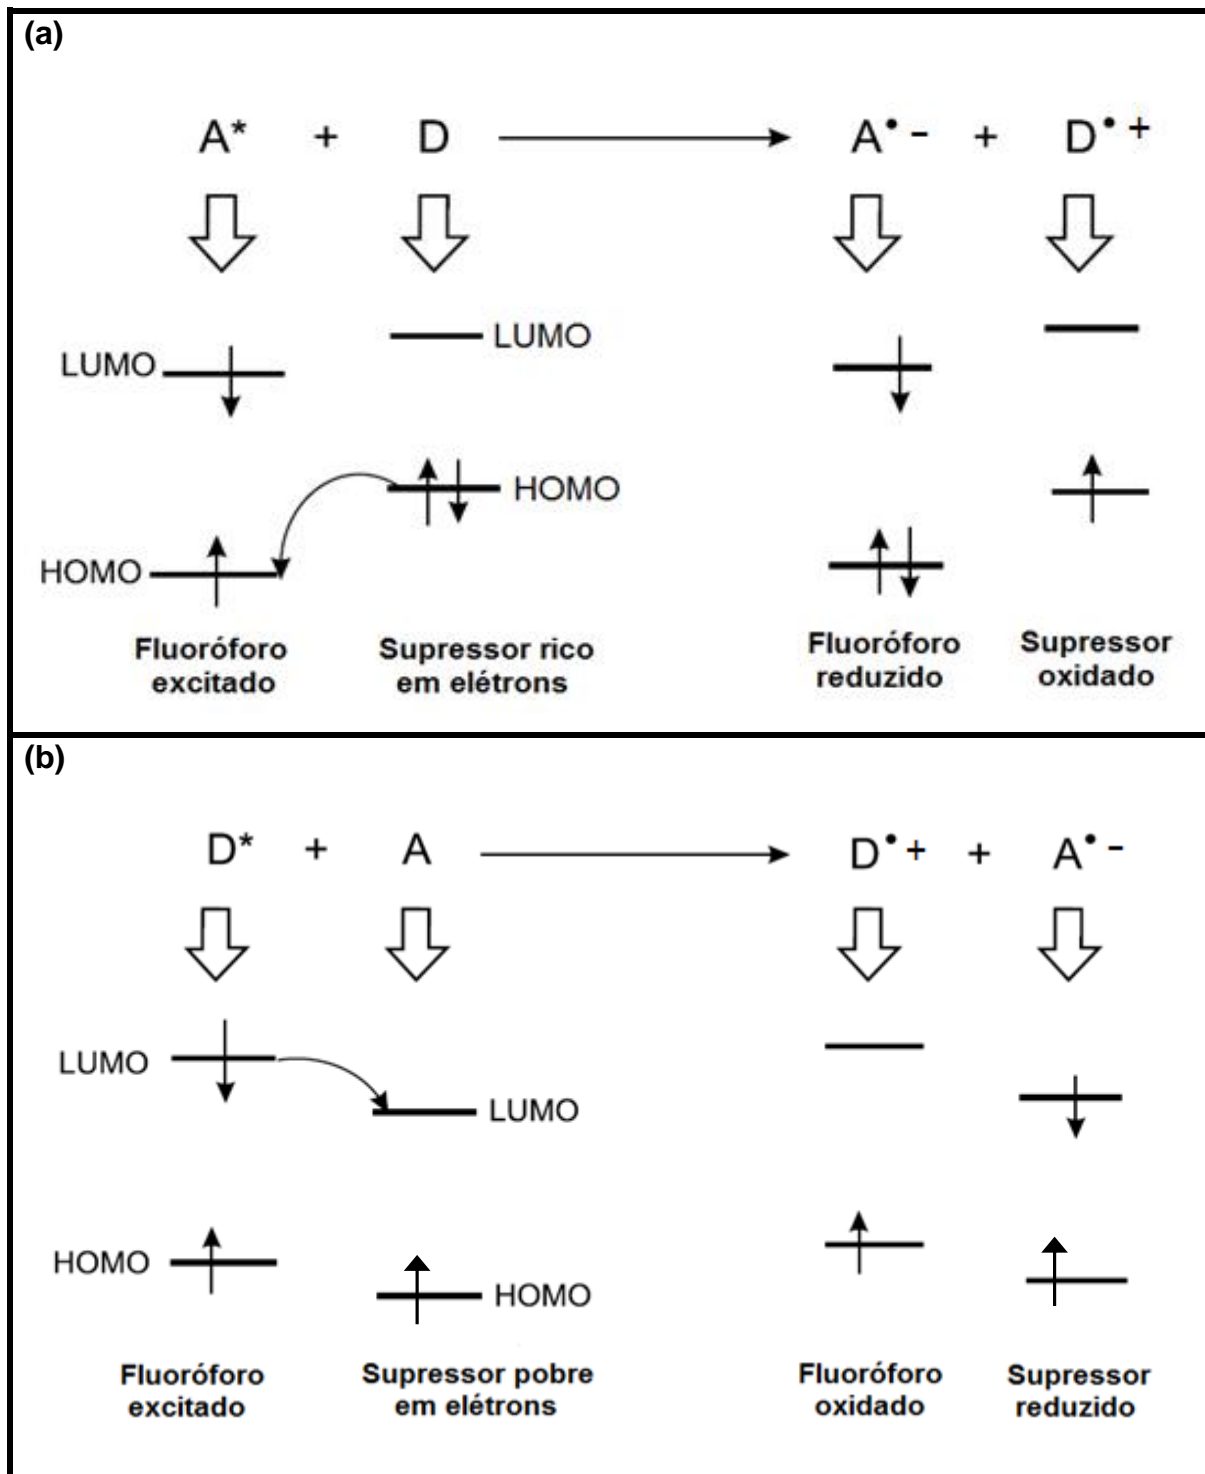 (a)
A* + D A•- + D•+
LUMO
LUMO
HOMO
HOMO
Fluoróforo
excitado
Supressor rico
em elétrons
Fluoróforo
reduzido
Supressor
oxidado
(b)
D* + A D•+ + A•-
LUMO
LUMO
HOMO
HOMO
Fluoróforo
excitado
Supressor pobre
em elétrons
Fluoróforo
oxidado
Supressor
reduzido